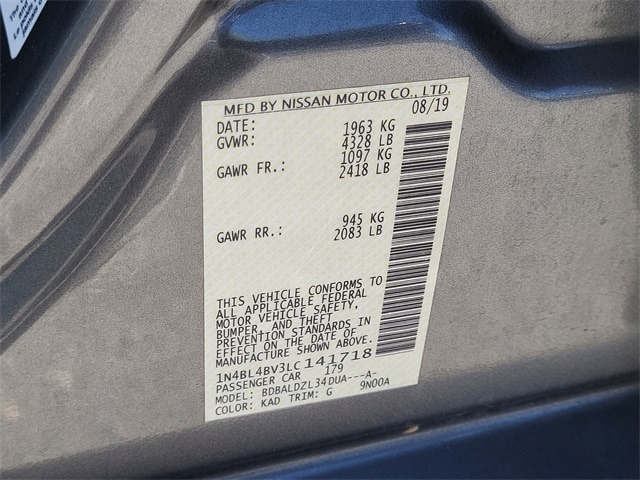 MFD BY NISSAN MOTOR CO., LTD.
DATE: 08/19
GVWR: 1963 KG
4328 LB
GAWR FR.: 1097 KG
2418 LB
GAWR RR.: 945 KG
2083 LB
THIS VEHICLE CONFORMS TO
ALL APPLICABLE FEDERAL
MOTOR VEHICLE SAFETY,
BUMPER, AND THEFT
PREVENTION STANDARDS IN
EFFECT ON THE DATE OF
MANUFACTURE SHOWN ABOVE.
1N4BL4BV3LC141718
PASSENGER CAR 179
MODEL: BDBALDZL34DUA---A-
COLOR: KAD TRIM: G 9N00A